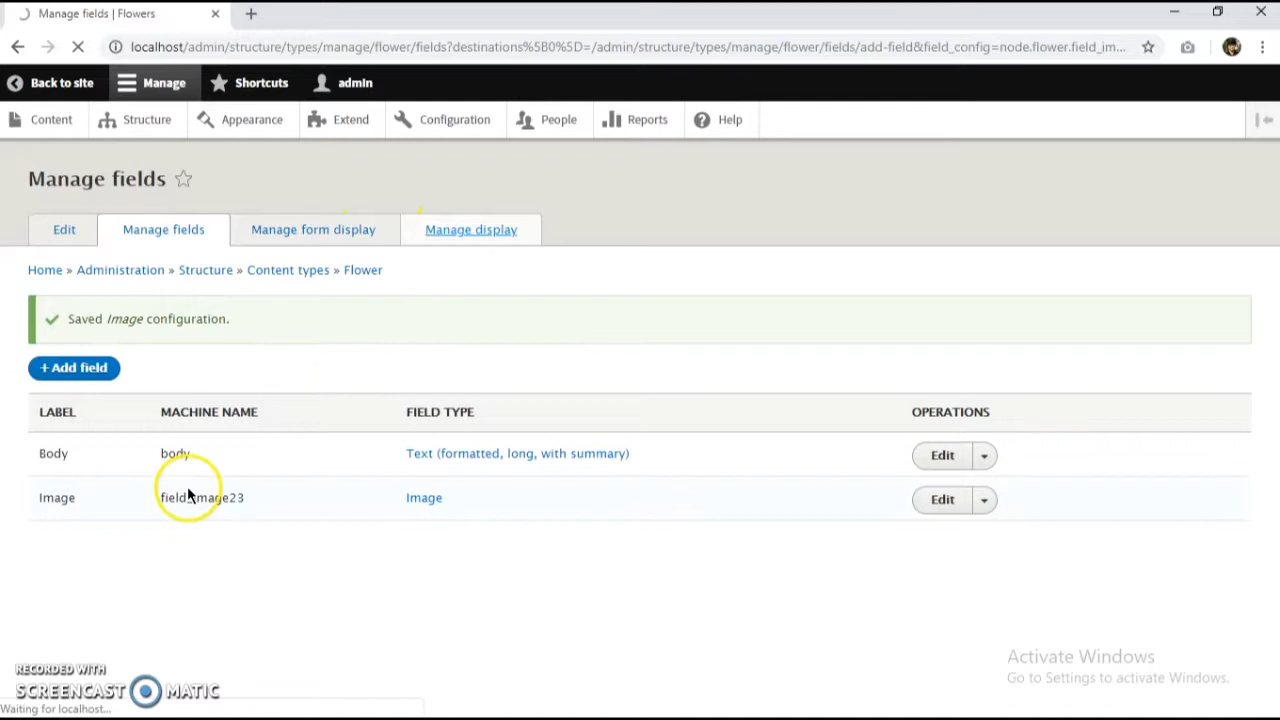 Manage fields | Flowers
localhost/admin/structure/types/manage/flower/fields?destinations%5B0%5D=/admin/structure/types/manage/flower/fields/add-field&field_config=node.flower.field_im...
Back to site Manage Shortcuts admin
Content Structure Appearance Extend Configuration People Reports Help
Manage fields
Edit Manage fields Manage form display Manage display
Home » Administration » Structure » Content types » Flower
Saved Image configuration.
+ Add field
LABEL MACHINE NAME FIELD TYPE OPERATIONS
Body body Text (formatted, long, with summary) Edit
Image field_image23 Image Edit
Activate Windows
Go to Settings to activate Windows.
RECORDED WITH
SCREENCAST MATIC
Waiting for localhost...